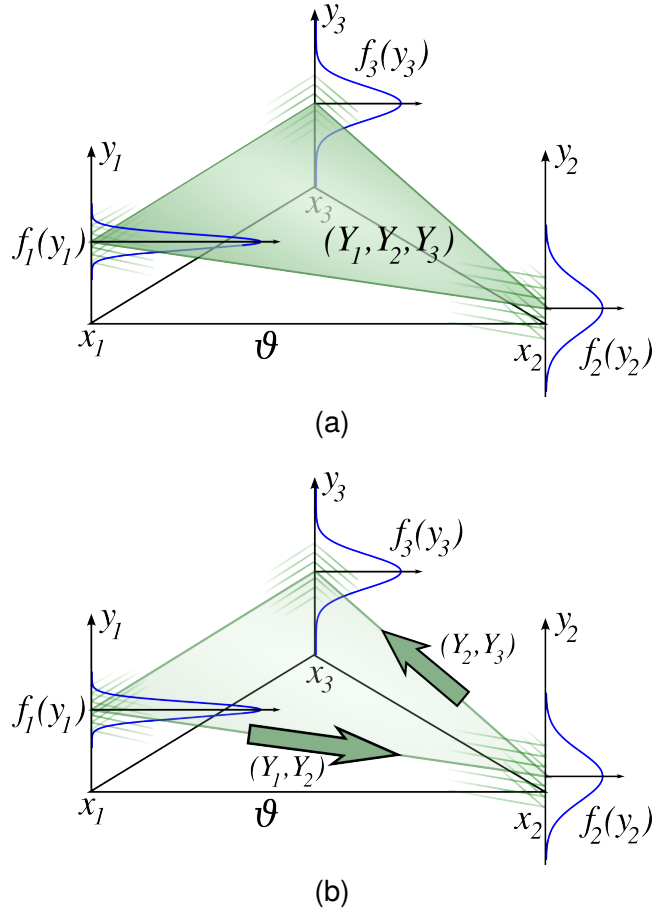 y3
f3(y3)
y1
y2
x3
f1(y1)
(Y1,Y2,Y3)
x1
ϑ
x2
f2(y2)
(a)
y3
f3(y3)
y1
y2
(Y2,Y3)
x3
f1(y1)
(Y1,Y2)
x1
ϑ
x2
f2(y2)
(b)